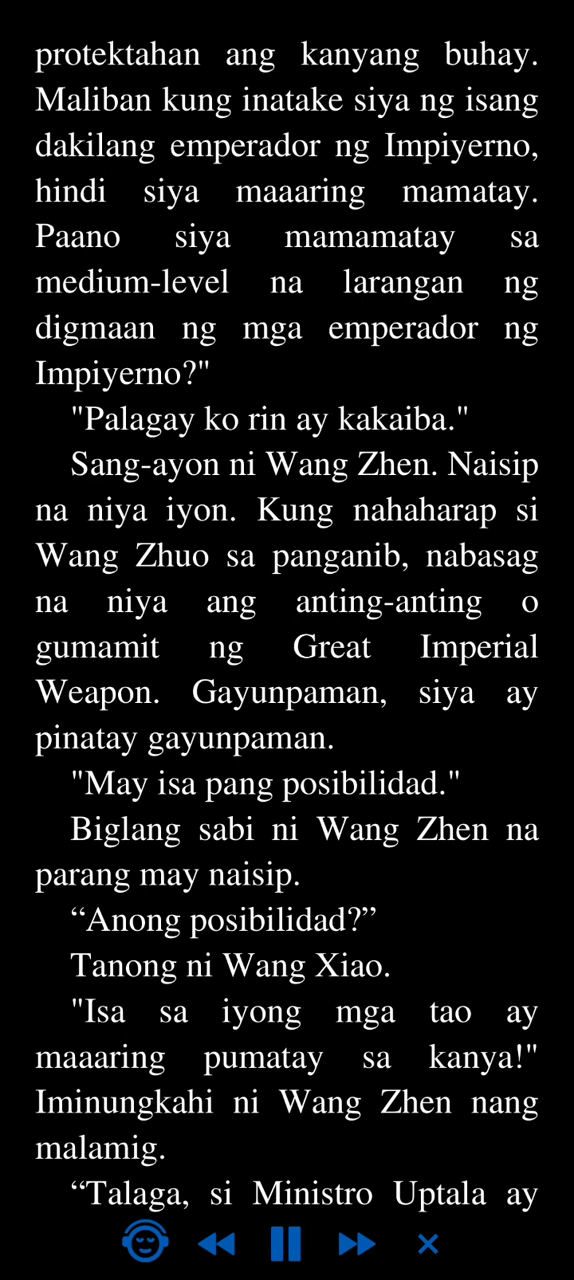 protektahan ang kanyang buhay.
Maliban kung inatake siya ng isang
dakilang emperador ng Impiyerno,
hindi siya maaaring mamatay.
Paano siya mamamatay sa
medium-level na larangan ng
digmaan ng mga emperador ng
Impiyerno?"
"Palagay ko rin ay kakaiba."
Sang-ayon ni Wang Zhen. Naisip
na niya iyon. Kung nahaharap si
Wang Zhuo sa panganib, nabasag
na niya ang anting-anting o
gumamit ng Great Imperial
Weapon. Gayunpaman, siya ay
pinatay gayunpaman.
"May isa pang posibilidad."
Biglang sabi ni Wang Zhen na
parang may naisip.
“Anong posibilidad?”
Tanong ni Wang Xiao.
"Isa sa iyong mga tao ay
maaaring pumatay sa kanya!"
Iminungkahi ni Wang Zhen nang
malamig.
“Talaga, si Ministro Uptala ay